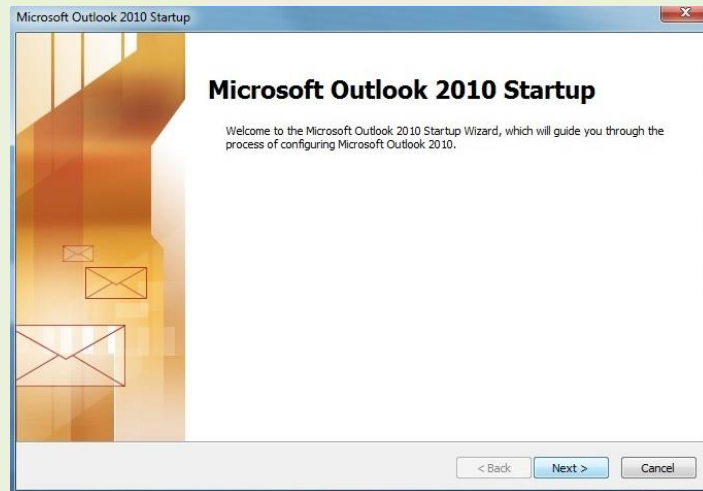 Microsoft Outlook 2010 Startup
Microsoft Outlook 2010 Startup
Welcome to the Microsoft Outlook 2010 Startup Wizard, which will guide you through the
process of configuring Microsoft Outlook 2010.
< Back Next > Cancel